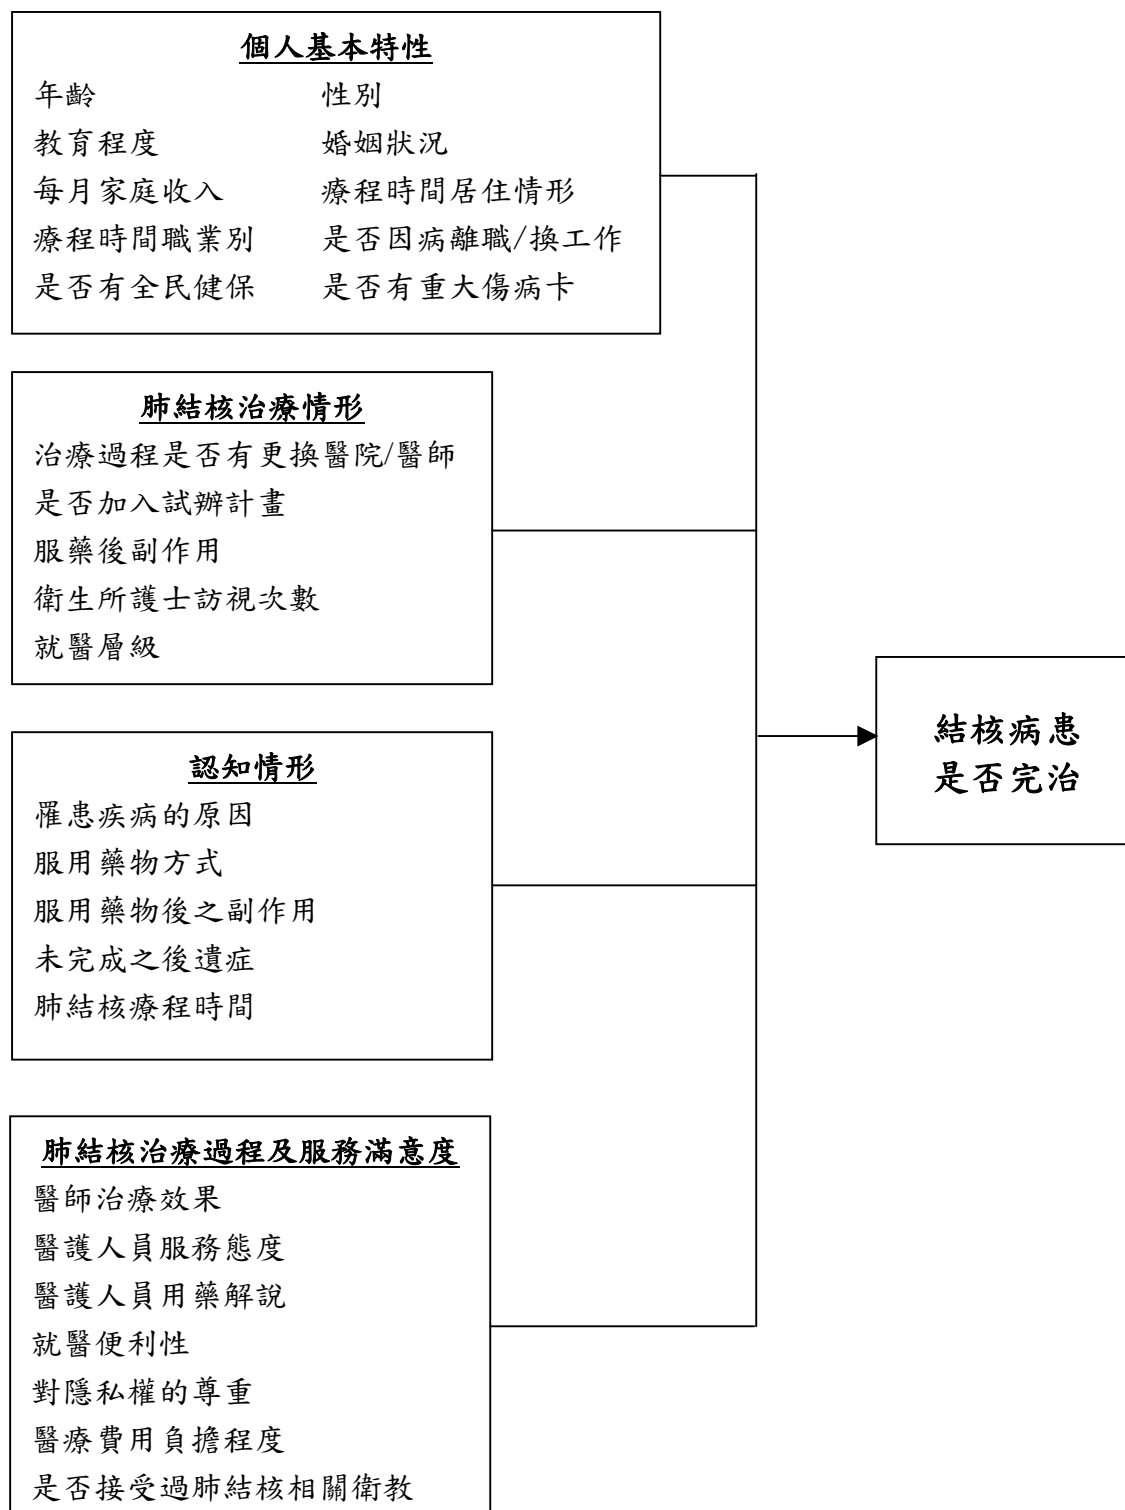 個人基本特性
年齡 性別
教育程度 婚姻狀況
每月家庭收入 療程時間居住情形
療程時間職業別 是否因病離職/換工作
是否有全民健保 是否有重大傷病卡
肺結核治療情形
治療過程是否有更換醫院/醫師
是否加入試辦計畫
服藥後副作用
衛生所護士訪視次數
就醫層級
認知情形
罹患疾病的原因
服用藥物方式
服用藥物後之副作用
未完成之後遺症
肺結核療程時間
肺結核治療過程及服務滿意度
醫師治療效果
醫護人員服務態度
醫護人員用藥解說
就醫便利性
對隱私權的尊重
醫療費用負擔程度
是否接受過肺結核相關衛教
結核病患
是否完治